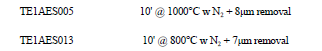 TE1AES005 10' @ 1000°C w N₂ + 8μm removal
TE1AES013 10' @ 800°C w N₂ + 7μm removal